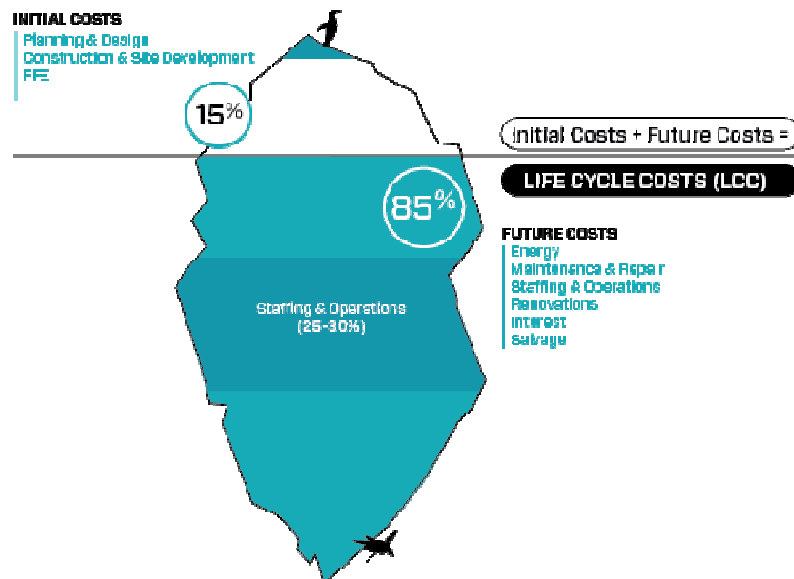 INITIAL COSTS
Planning & Design
Construction & Site Development
FFE
15%
Initial Costs + Future Costs =
LIFE CYCLE COSTS (LCC)
85%
FUTURE COSTS
Energy
Maintenance & Repair
Staffing & Operations
Renovations
Interest
Salvage
Staffing & Operations
(25-30%)